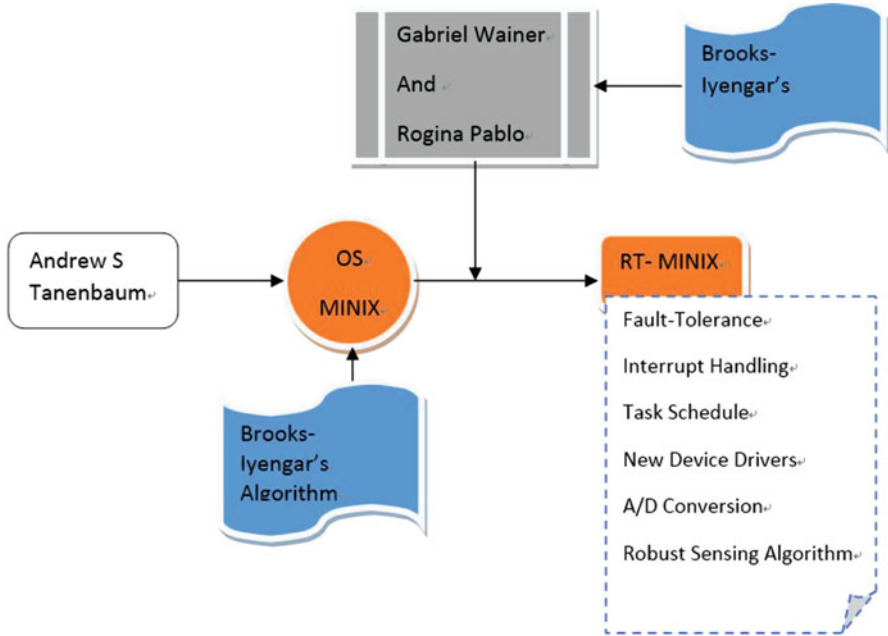 Gabriel Wainer
And
Rogina Pablo
Brooks-
Iyengar's
Andrew S
Tanenbaum
OS
MINIX
RT- MINIX
Fault-Tolerance
Interrupt Handling
Task Schedule
New Device Drivers
A/D Conversion
Robust Sensing Algorithm
Brooks-
Iyengar's
Algorithm